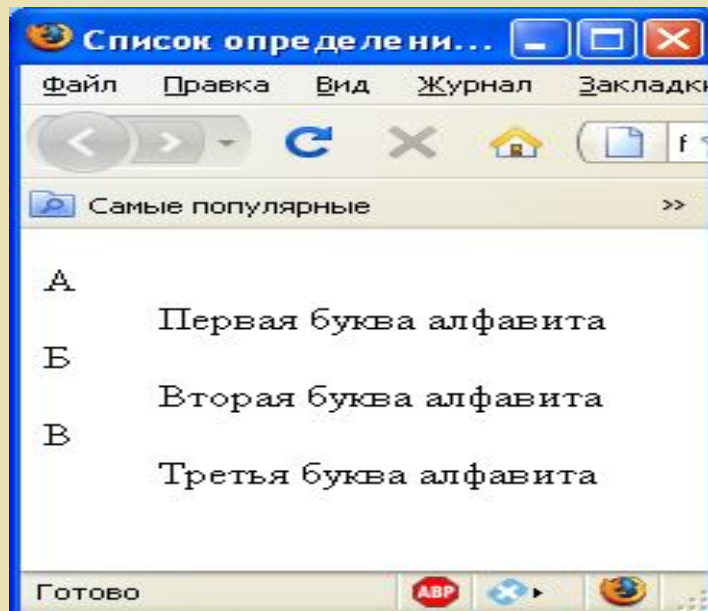 Список определени...
Файл Правка Вид Журнал Закладки
f
Самые популярные »
А
Первая буква алфавита
Б
Вторая буква алфавита
В
Третья буква алфавита
Готово ABP